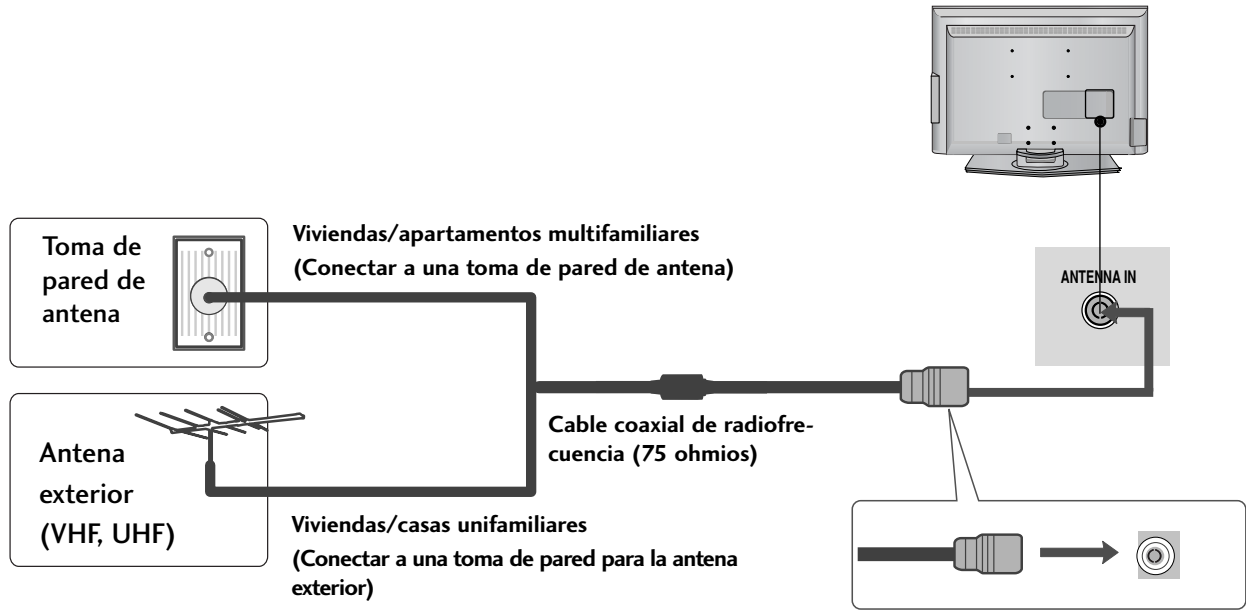 Toma de
pared de
antena
Viviendas/apartamentos multifamiliares
(Conectar a una toma de pared de antena)
ANTENNA IN
Antena
exterior
(VHF, UHF)
Cable coaxial de radiofre-
cuencia (75 ohmios)
Viviendas/casas unifamiliares
(Conectar a una toma de pared para la antena
exterior)